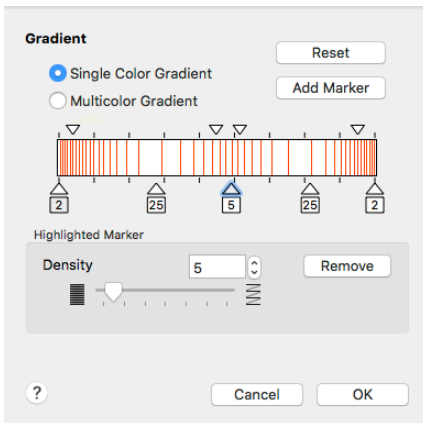 Gradient
Reset
Single Color Gradient
Add Marker
Multicolor Gradient
2 25 5 25 2
Highlighted Marker
Density 5 Remove
? Cancel OK